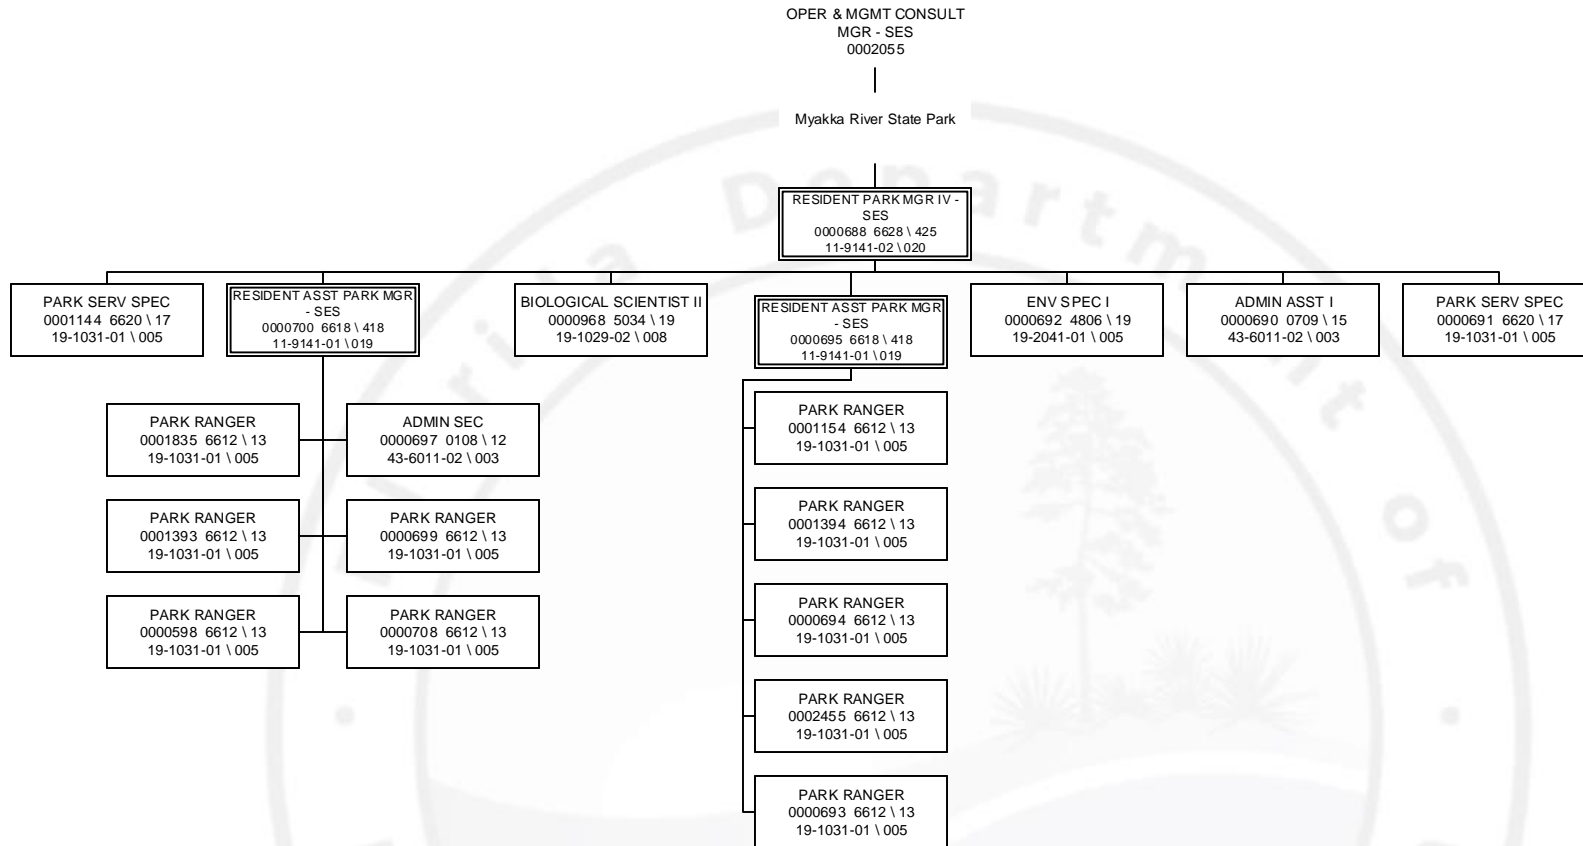 OPER & MGMT CONSULT
MGR - SES
0002055
Myakka River State Park
RESIDENT PARK MGR IV -
SES
0000688 6628 \ 425
11-9141-02 \ 020
PARK SERV SPEC
0001144 6620 \ 17
19-1031-01 \ 005
RESIDENT ASST PARK MGR
- SES
0000700 6618 \ 418
11-9141-01 \ 019
BIOLOGICAL SCIENTIST II
0000968 5034 \ 19
19-1029-02 \ 008
RESIDENT ASST PARK MGR
- SES
0000695 6618 \ 418
11-9141-01 \ 019
ENV SPEC I
0000692 4806 \ 19
19-2041-01 \ 005
ADMIN ASST I
0000690 0709 \ 15
43-6011-02 \ 003
PARK SERV SPEC
0000691 6620 \ 17
19-1031-01 \ 005
PARK RANGER
0001835 6612 \ 13
19-1031-01 \ 005
ADMIN SEC
0000697 0108 \ 12
43-6011-02 \ 003
PARK RANGER
0001393 6612 \ 13
19-1031-01 \ 005
PARK RANGER
0000699 6612 \ 13
19-1031-01 \ 005
PARK RANGER
0000598 6612 \ 13
19-1031-01 \ 005
PARK RANGER
0000708 6612 \ 13
19-1031-01 \ 005
PARK RANGER
0001154 6612 \ 13
19-1031-01 \ 005
PARK RANGER
0001394 6612 \ 13
19-1031-01 \ 005
PARK RANGER
0000694 6612 \ 13
19-1031-01 \ 005
PARK RANGER
0002455 6612 \ 13
19-1031-01 \ 005
PARK RANGER
0000693 6612 \ 13
19-1031-01 \ 005
Department of